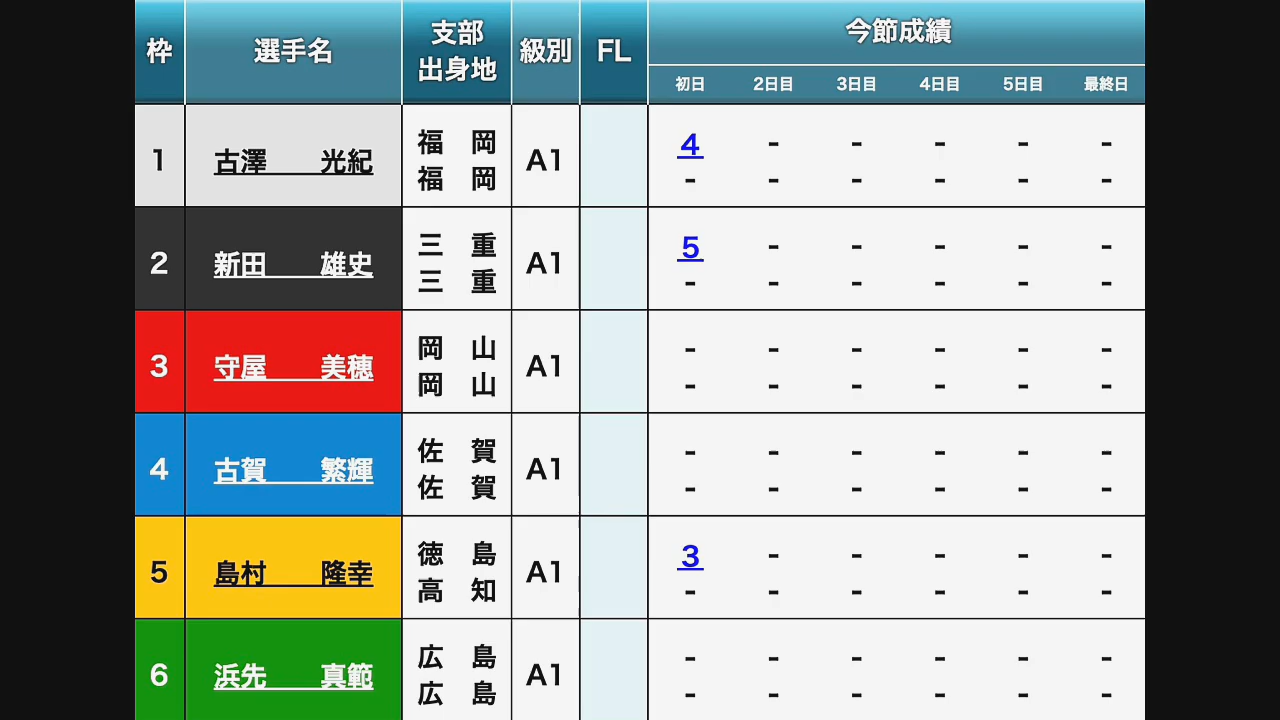 枠 選手名 支部 出身地 級別 FL 今節成績
初日 2日目 3日目 4日目 5日目 最終日
1 古澤 光紀 福岡 A1 4 - - - - -
福岡 - - - - - -
2 新田 雄史 三重 A1 5 - - - - -
三重 - - - - - -
3 守屋 美穂 岡山 A1 - - - - - -
岡山 - - - - - -
4 古賀 繁輝 佐賀 A1 - - - - - -
佐賀 - - - - - -
5 島村 隆幸 徳島 A1 3 - - - - -
高知 - - - - - -
6 浜先 真範 広島 A1 - - - - - -
広島 - - - - - -